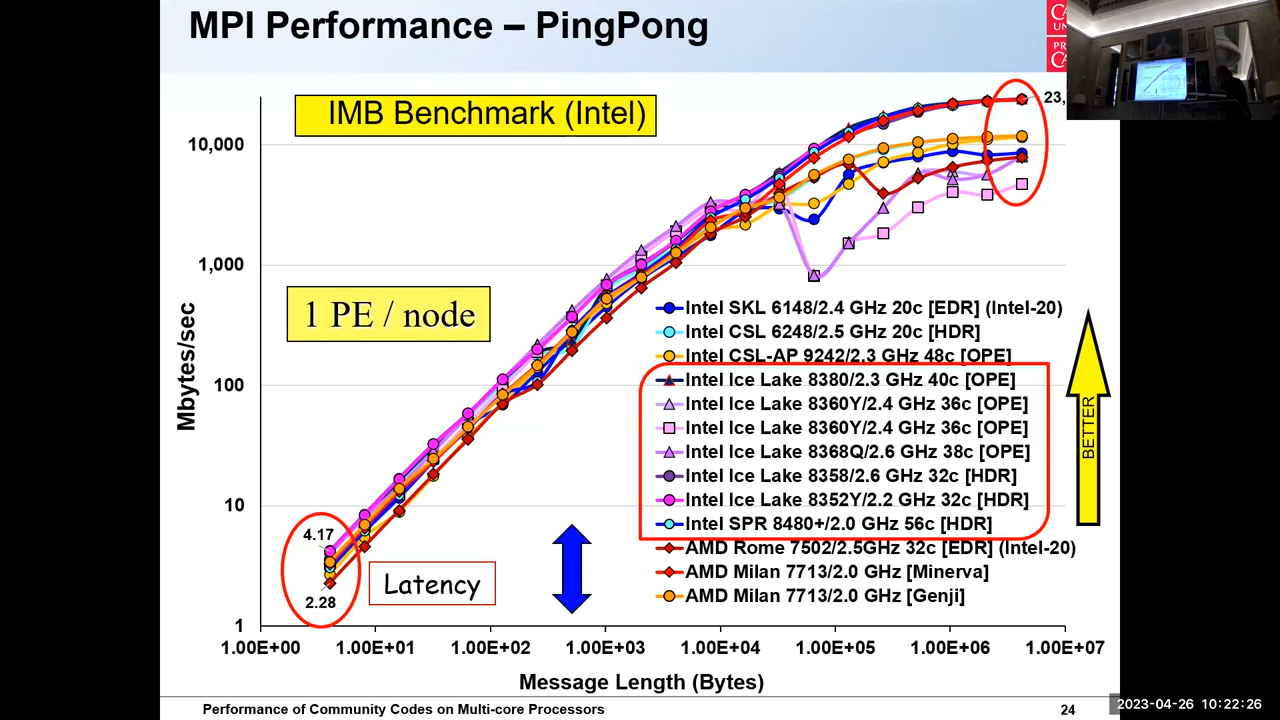 MPI Performance – PingPong
CA
UN
PR
CA
IMB Benchmark (Intel)
23,
10,000
1,000
100
10
1
Mbytes/sec
1 PE / node
Intel SKL 6148/2.4 GHz 20c [EDR] (Intel-20)
Intel CSL 6248/2.5 GHz 20c [HDR]
Intel CSL-AP 9242/2.3 GHz 48c [OPE]
Intel Ice Lake 8380/2.3 GHz 40c [OPE]
Intel Ice Lake 8360Y/2.4 GHz 36c [OPE]
Intel Ice Lake 8360Y/2.4 GHz 36c [OPE]
Intel Ice Lake 8368Q/2.6 GHz 38c [OPE]
Intel Ice Lake 8358/2.6 GHz 32c [HDR]
Intel Ice Lake 8352Y/2.2 GHz 32c [HDR]
Intel SPR 8480+/2.0 GHz 56c [HDR]
AMD Rome 7502/2.5GHz 32c [EDR] (Intel-20)
AMD Milan 7713/2.0 GHz [Minerva]
AMD Milan 7713/2.0 GHz [Genji]
BETTER
4.17
2.28
Latency
1.00E+00 1.00E+01 1.00E+02 1.00E+03 1.00E+04 1.00E+05 1.00E+06 1.00E+07
Message Length (Bytes)
Performance of Community Codes on Multi-core Processors
24
2023-04-26 10:22:26